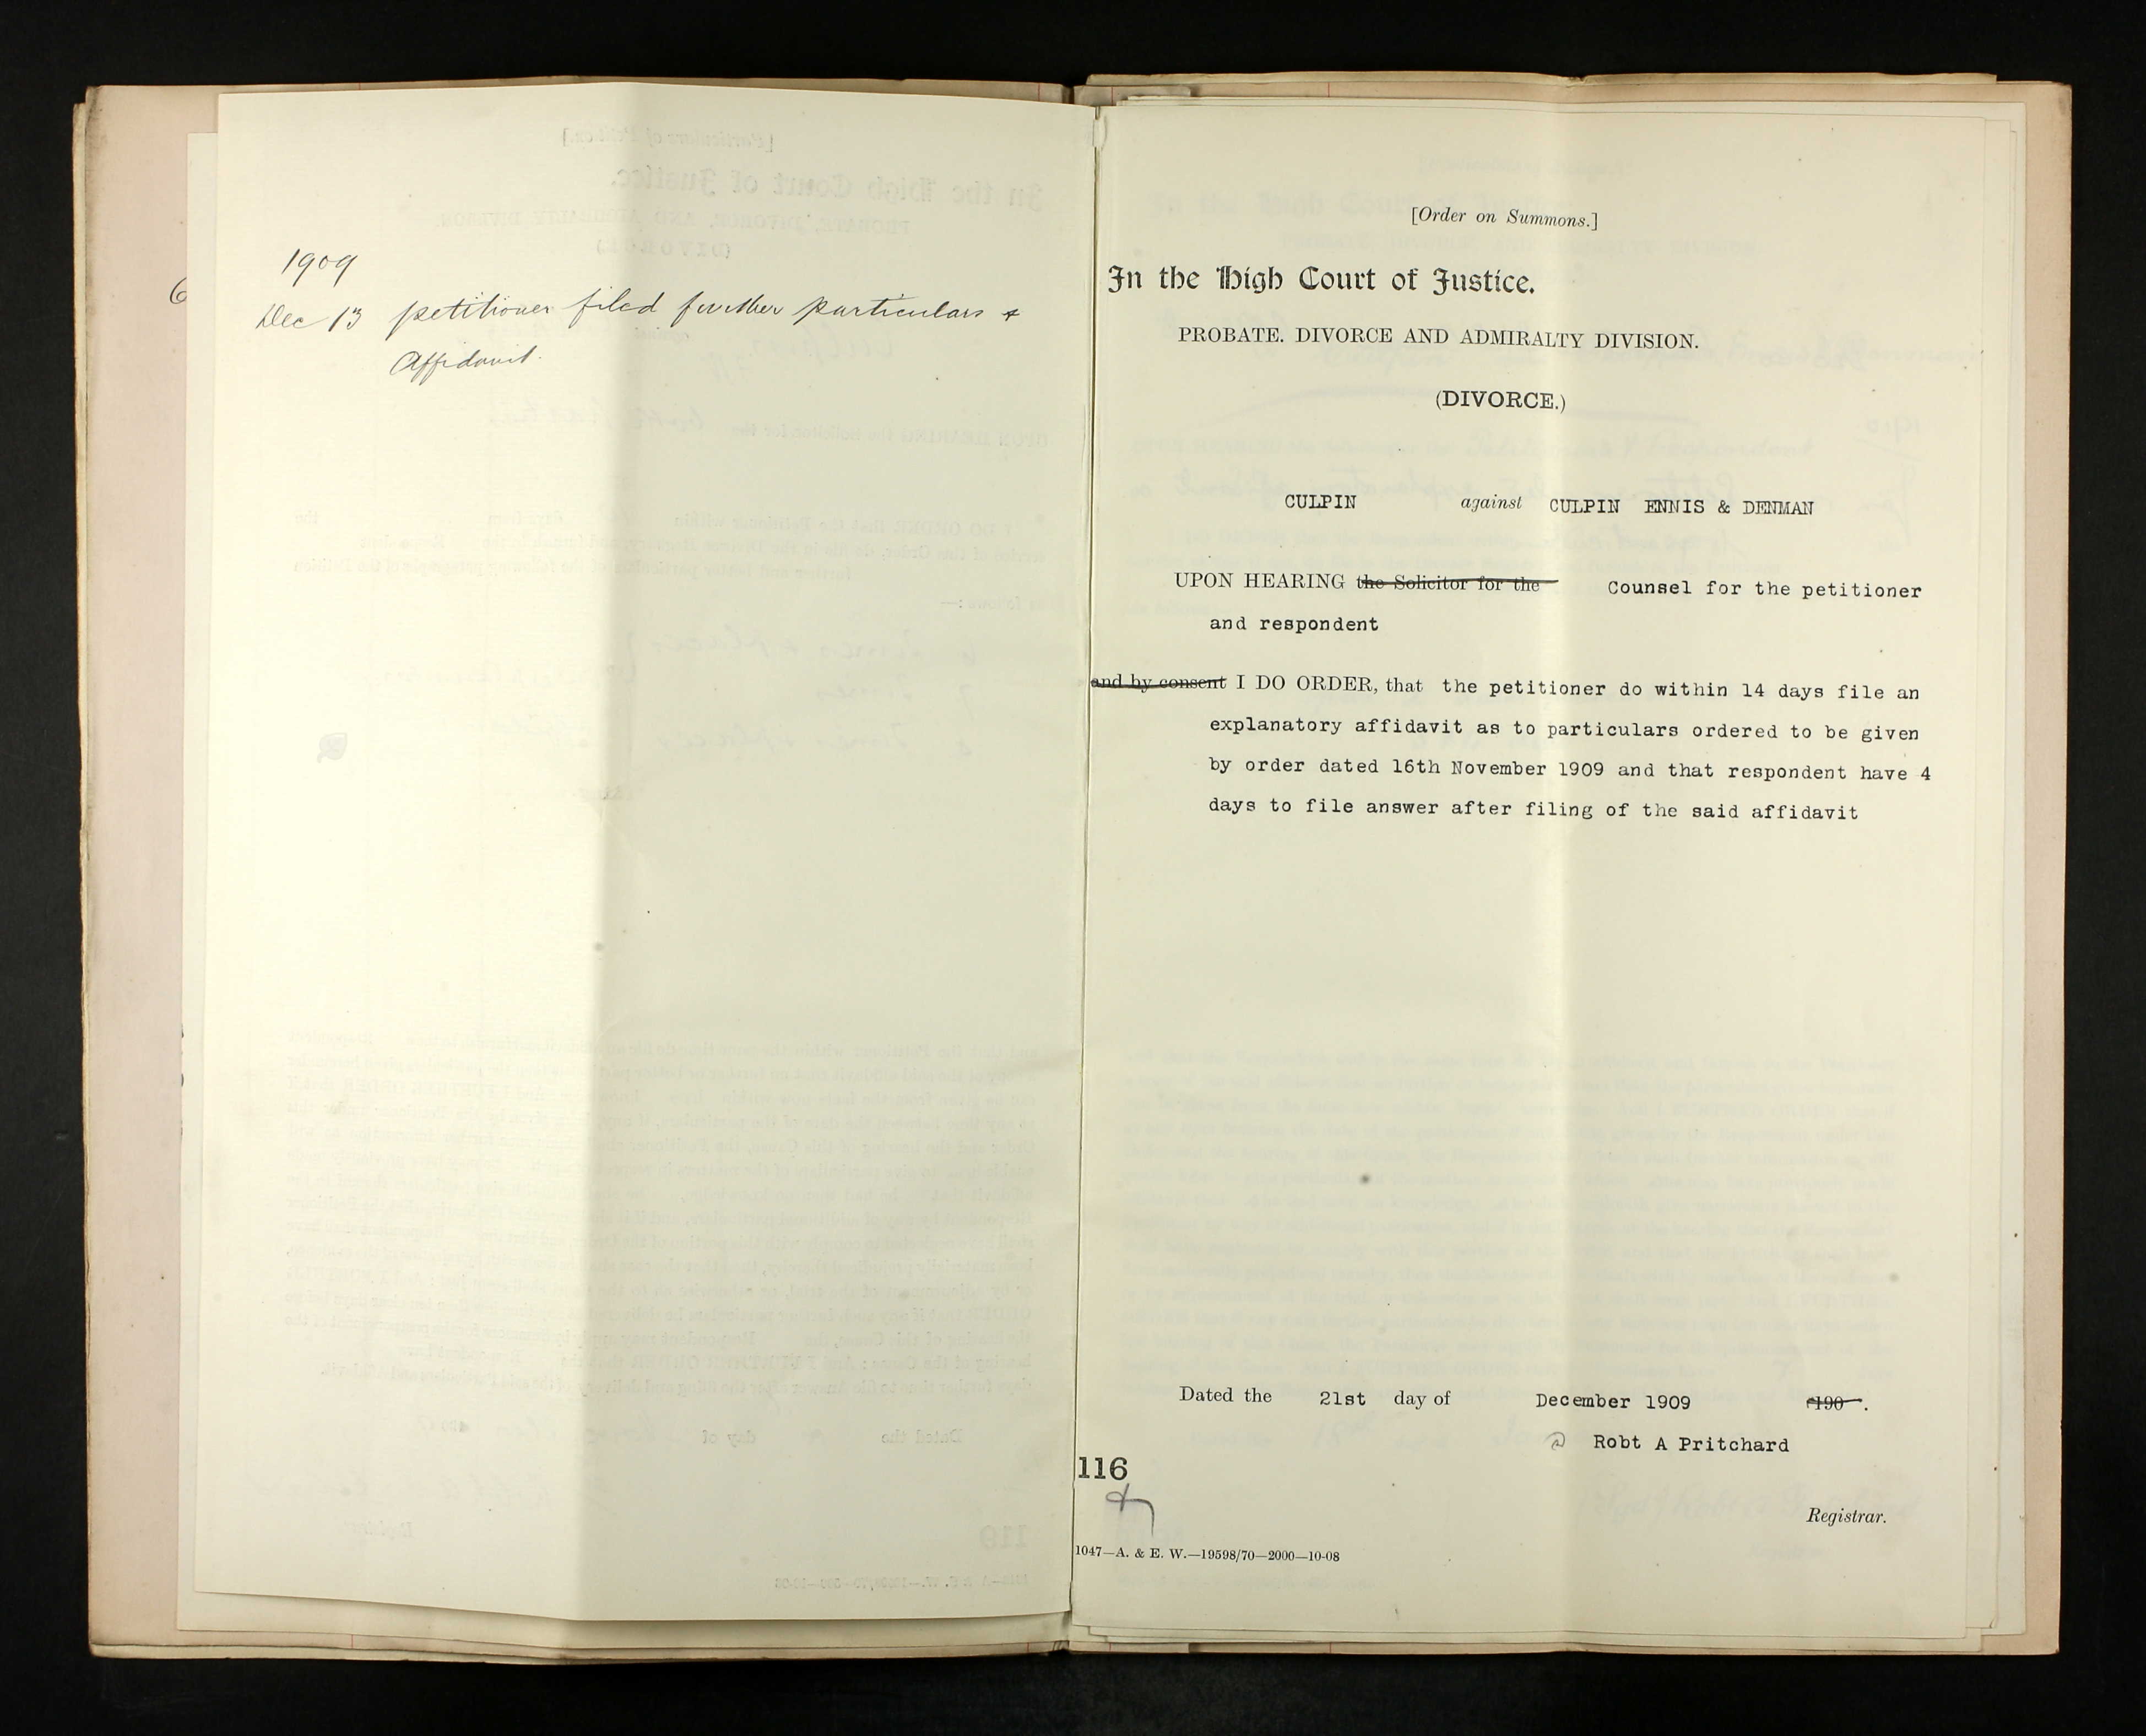 1909
Dec 13 petitioner filed further particulars &
Affidavit.
6
[Order on Summons.]
In the High Court of Justice.
PROBATE. DIVORCE AND ADMIRALTY DIVISION.
(DIVORCE.)
CULPIN against CULPIN ENNIS & DENMAN
UPON HEARING the Solicitor for the Counsel for the petitioner
and respondent
and by consent I DO ORDER, that the petitioner do within 14 days file an
explanatory affidavit as to particulars ordered to be given
by order dated 16th November 1909 and that respondent have 4
days to file answer after filing of the said affidavit
Dated the 21st day of December 1909 190 .
Robt A Pritchard
116
Registrar.
1047—A. & E. W.—19598/70—2000—10-08